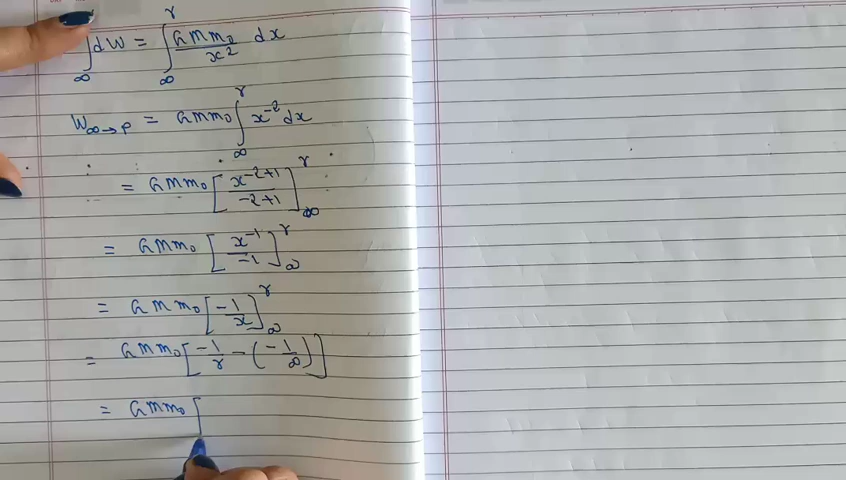 ∫_∞^r dW = ∫_∞^r GMm₀/x² dx
W∞→P = GMm₀ ∫_∞^r x⁻² dx
= GMm₀ [x⁻²⁺¹/-2+1]_∞^r
= GMm₀ [x⁻¹/-1]_∞^r
= GMm₀ [-1/x]_∞^r
= GMm₀ [-1/r - (-1/∞)]
= GMm₀ [